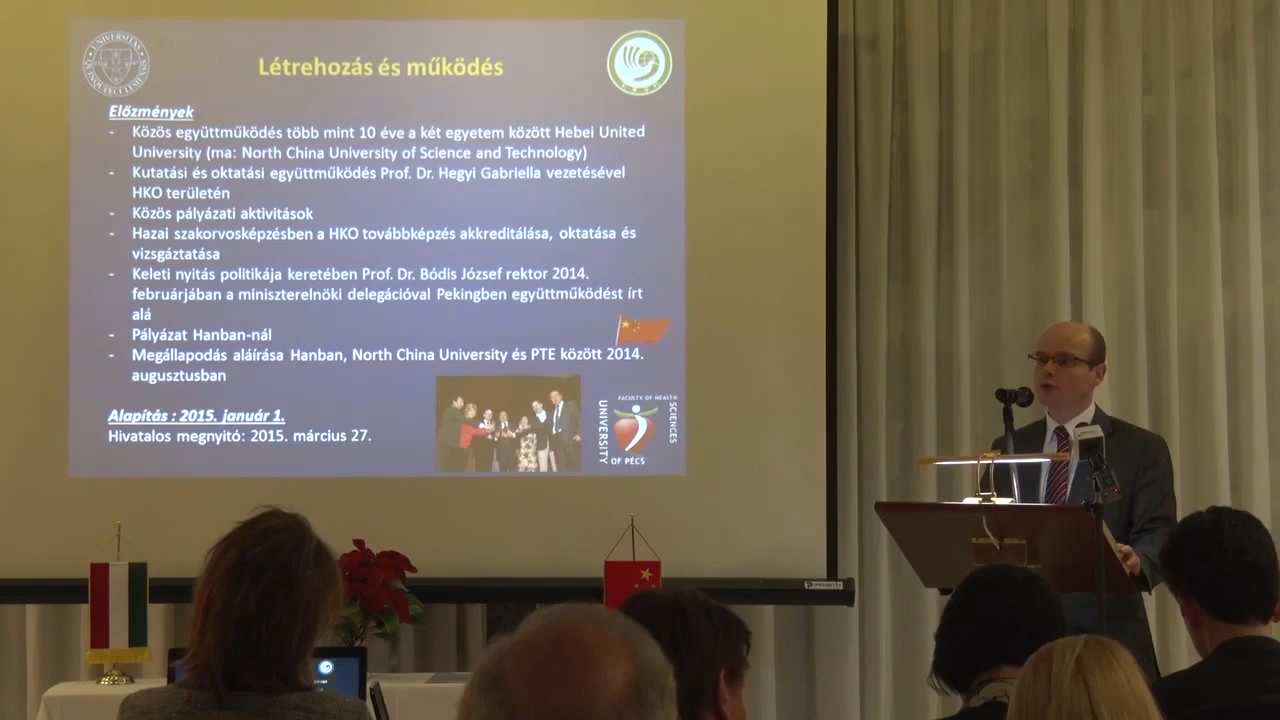 Létrehozás és működés
Előzmények
- Közös együttműködés több mint 10 éve a két egyetem között Hebei United
University (ma: North China University of Science and Technology)
- Kutatási és oktatási együttműködés Prof. Dr. Hegyi Gabriella vezetésével
HKO területén
- Közös pályázati aktivitások
- Hazai szakorvosképzésben a HKO továbbképzés akkreditálása, oktatása és
vizsgáztatása
- Keleti nyitás politikája keretében Prof. Dr. Bódis József rektor 2014.
februárjában a miniszterelnöki delegációval Pekingben együttműködést írt
alá
- Pályázat Hanban-nál
- Megállapodás aláírása Hanban, North China University és PTE között 2014.
augusztusban
Alapítás : 2015. január 1.
Hivatalos megnyitó: 2015. március 27.
FACULTY OF HEALTH
SCIENCES
UNIVERSITY
OF PÉCS